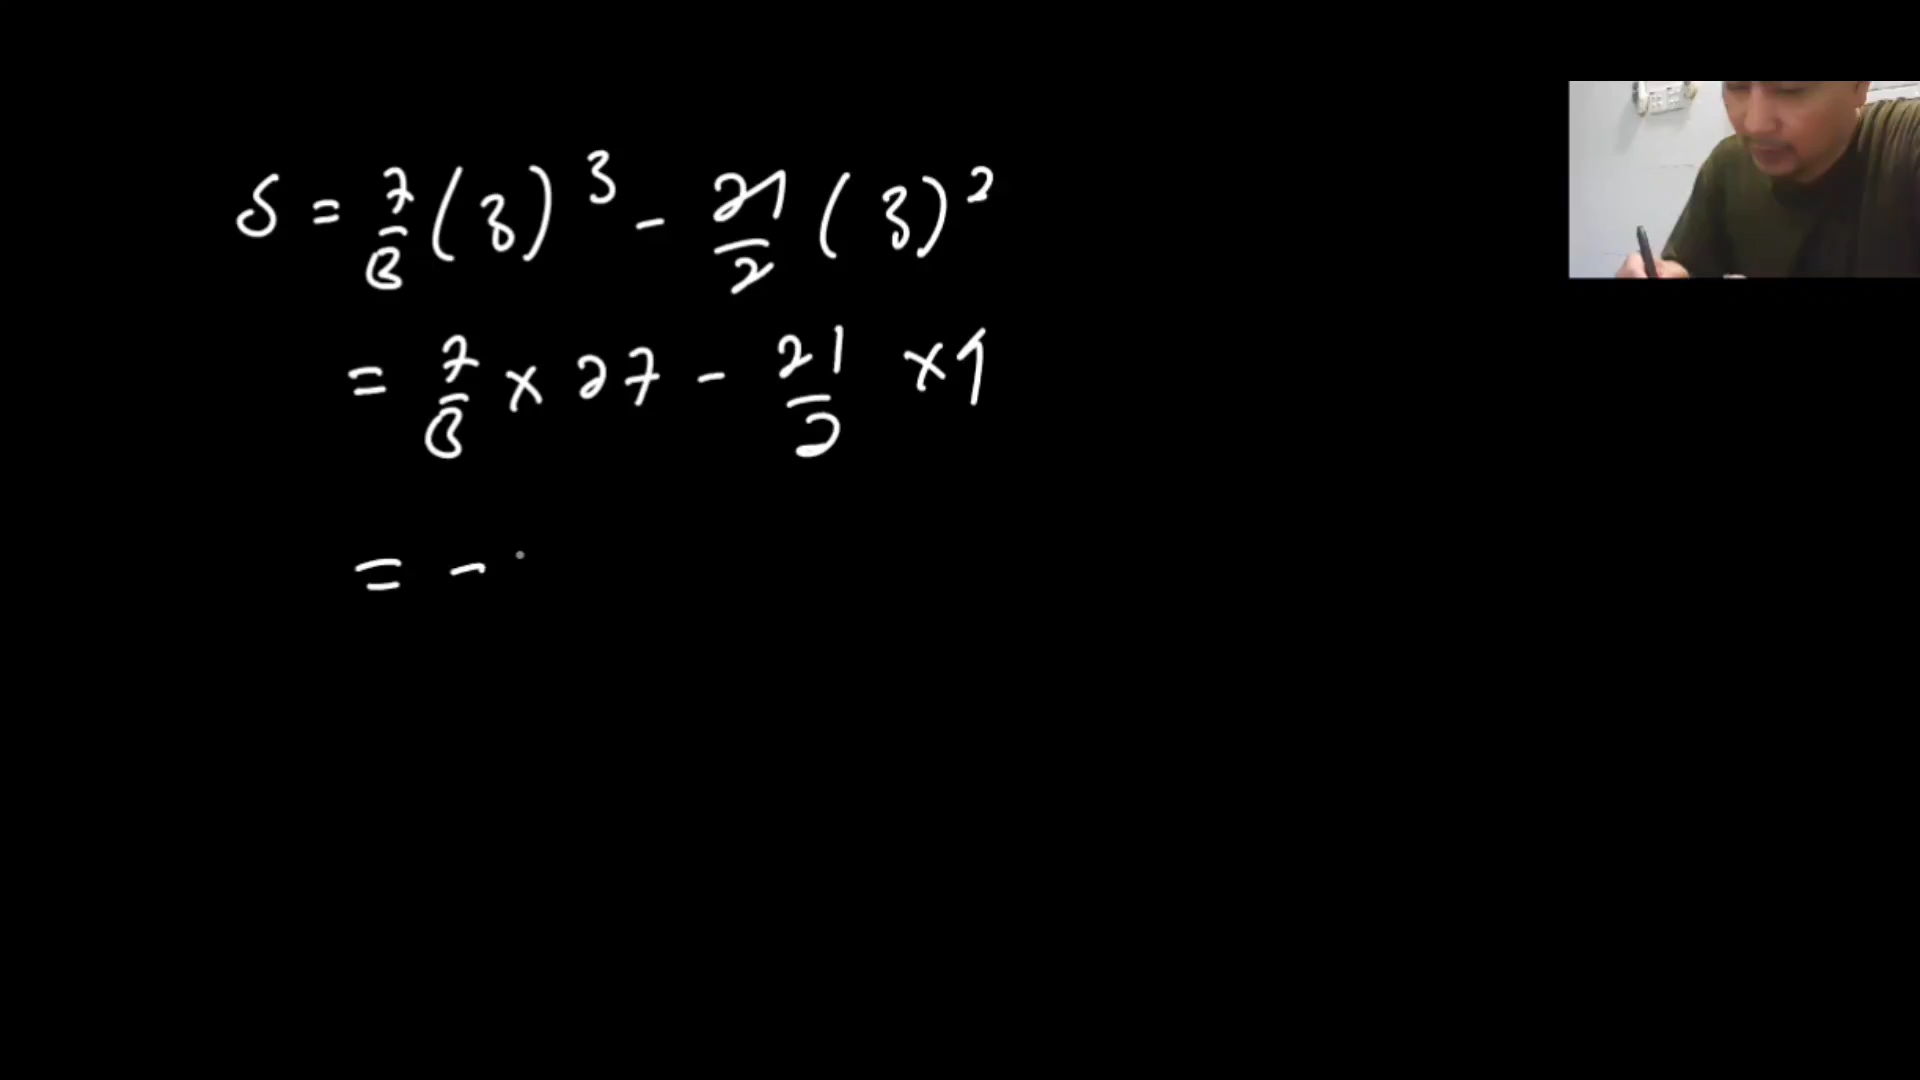 S = 7/3 (3)^3 - 21/2 (3)^2
= 7/3 × 27 - 21/2 × 9
= -